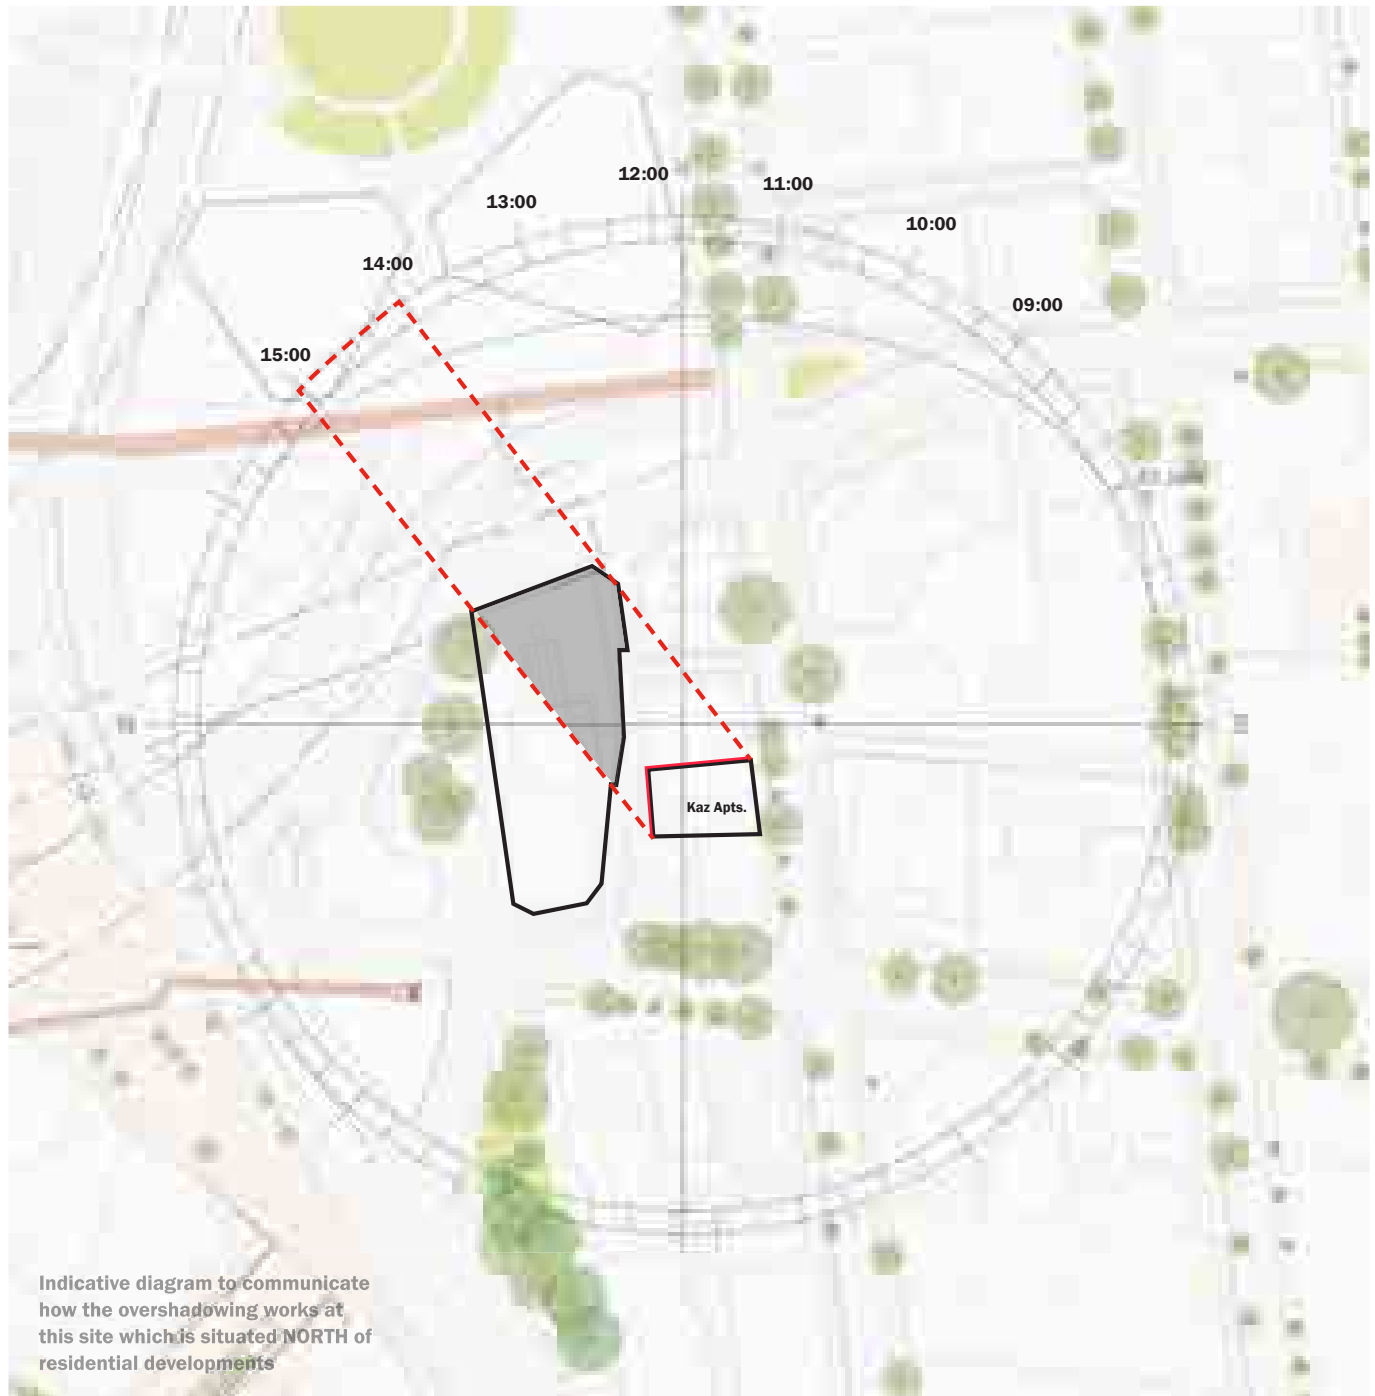 12:00
11:00
13:00
10:00
14:00
09:00
15:00
Kaz Apts.
Indicative diagram to communicate
how the overshadowing works at
this site which is situated NORTH of
residential developments